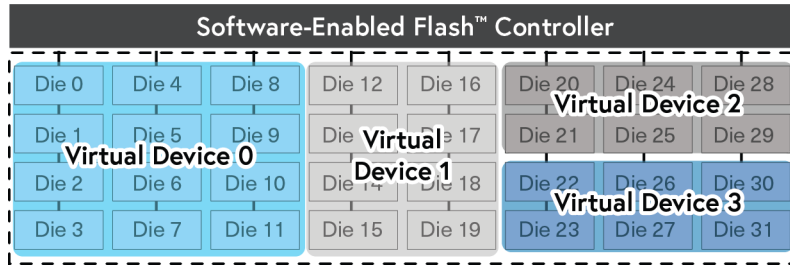 Software-Enabled Flash™ Controller
Die 0 Die 4 Die 8 Die 12 Die 16 Die 20 Die 24 Die 28
Virtual Device 2
Die 1 Die 5 Die 9 Die Die 17 Die 21 Die 25 Die 29
Virtual Device 0
Virtual
Device 1
Die 2 Die 6 Die 10 Die 14 Die 18 Die 22 Die 26 Die 30
Virtual Device 3
Die 3 Die 7 Die 11 Die 15 Die 19 Die 23 Die 27 Die 31